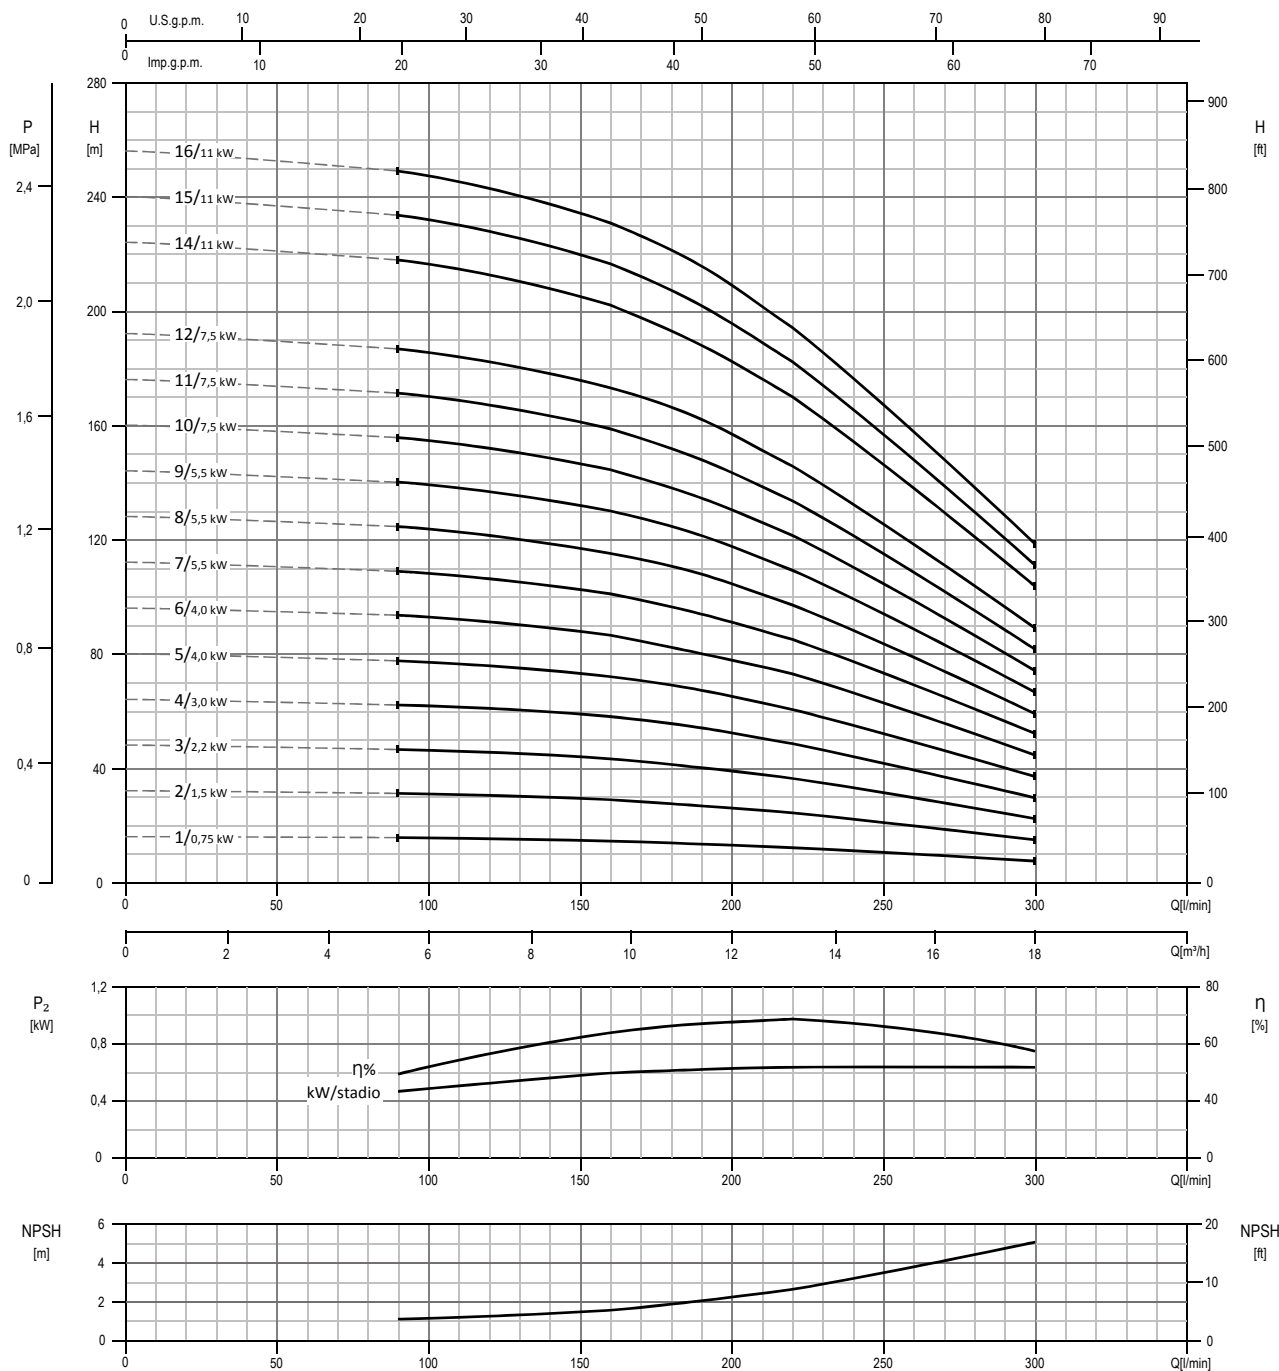 0 U.S.g.p.m. 10 20 30 40 50 60 70 80 90
0 Imp.g.p.m. 10 20 30 40 50 60 70
P
[MPa]
2,4
2,0
1,6
1,2
0,8
0,4
0
H
[m]
280
240
200
160
120
80
40
0
H
[ft]
900
800
700
600
500
400
300
200
100
0
16/11 kW
15/11 kW
14/11 kW
12/7,5 kW
11/7,5 kW
10/7,5 kW
9/5,5 kW
8/5,5 kW
7/5,5 kW
6/4,0 kW
5/4,0 kW
4/3,0 kW
3/2,2 kW
2/1,5 kW
1/0,75 kW
0 50 100 150 200 250 300 Q[l/min]
0 2 4 6 8 10 12 14 16 18 Q[m³/h]
P₂
[kW]
1,2
0,8
0,4
0
η%
kW/stadio
η
[%]
80
60
40
0
0 50 100 150 200 250 300 Q[l/min]
NPSH
[m]
6
4
2
0
NPSH
[ft]
20
10
0
0 50 100 150 200 250 300 Q[l/min]